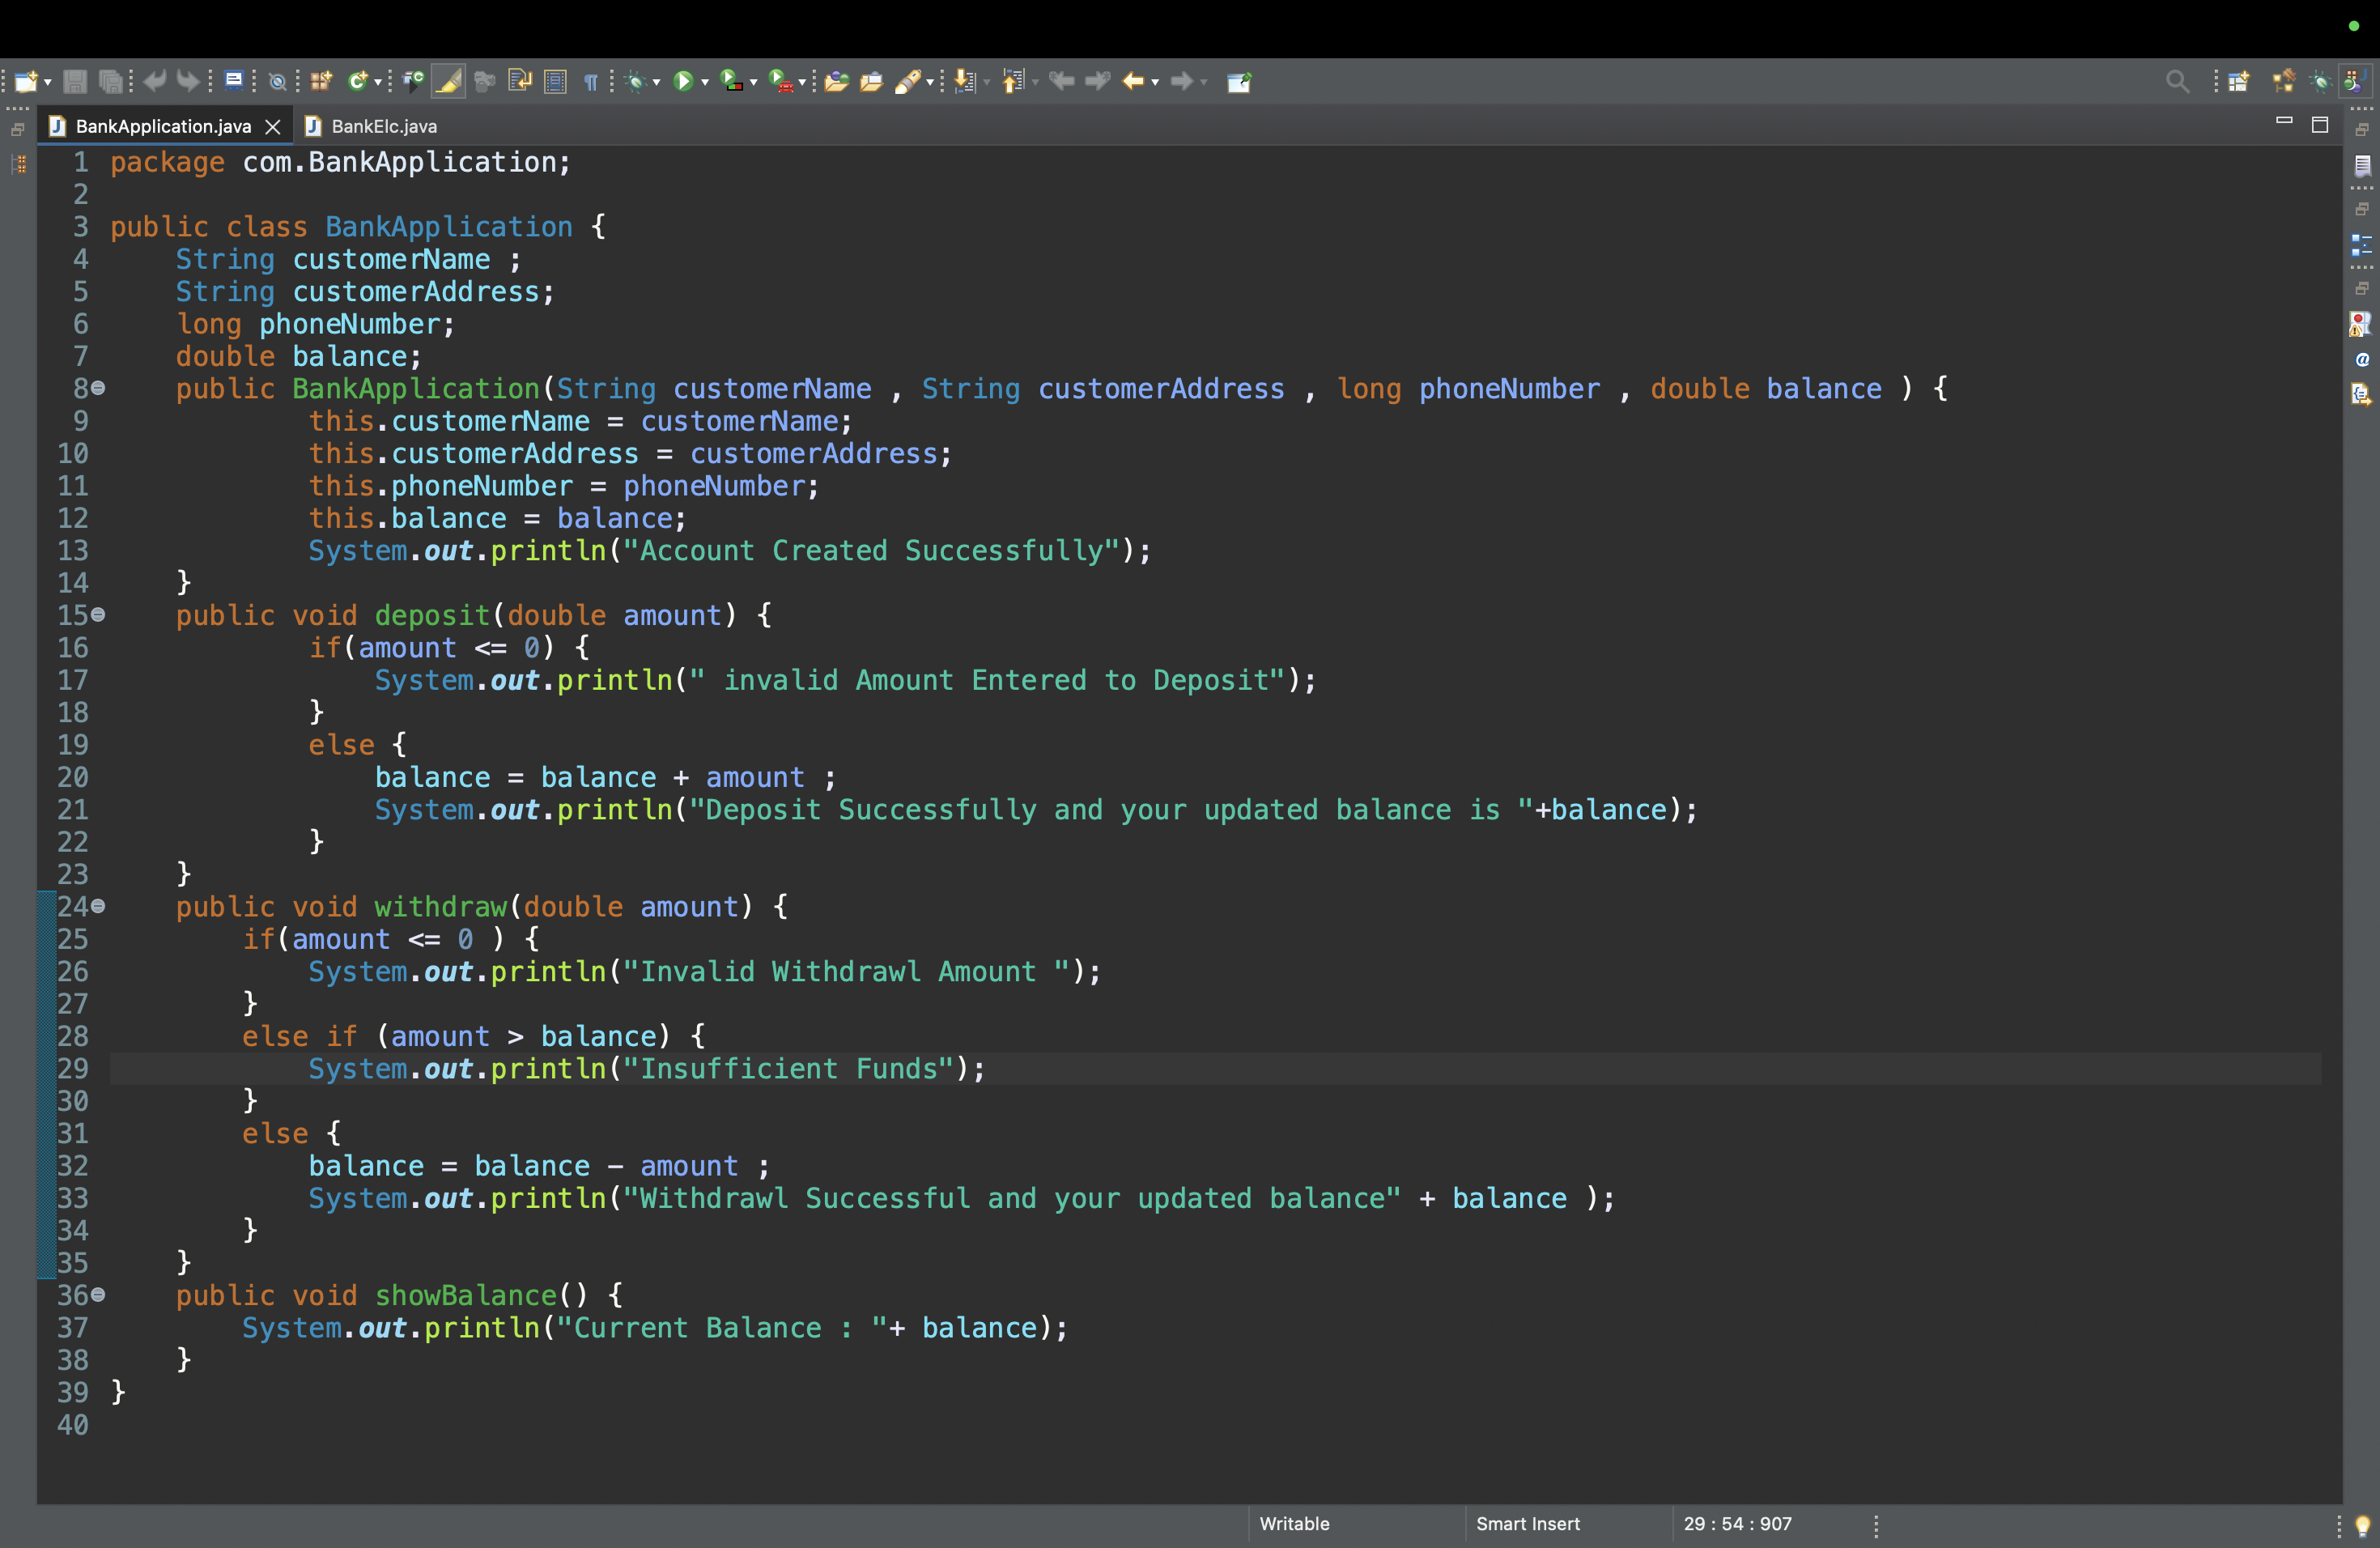 BankApplication.java
BankElc.java
1 package com.BankApplication;
2
3 public class BankApplication {
4     String customerName ;
5     String customerAddress;
6     long phoneNumber;
7     double balance;
8     public BankApplication(String customerName , String customerAddress , long phoneNumber , double balance ) {
9             this.customerName = customerName;
10             this.customerAddress = customerAddress;
11             this.phoneNumber = phoneNumber;
12             this.balance = balance;
13             System.out.println("Account Created Successfully");
14     }
15     public void deposit(double amount) {
16             if(amount <= 0) {
17                 System.out.println(" invalid Amount Entered to Deposit");
18             }
19             else {
20                 balance = balance + amount ;
21                 System.out.println("Deposit Successfully and your updated balance is "+balance);
22             }
23     }
24     public void withdraw(double amount) {
25         if(amount <= 0 ) {
26             System.out.println("Invalid Withdrawl Amount ");
27         }
28         else if (amount > balance) {
29             System.out.println("Insufficient Funds");
30         }
31         else {
32             balance = balance - amount ;
33             System.out.println("Withdrawl Successful and your updated balance" + balance );
34         }
35     }
36     public void showBalance() {
37         System.out.println("Current Balance : "+ balance);
38     }
39 }
40
Writable
Smart Insert
29 : 54 : 907